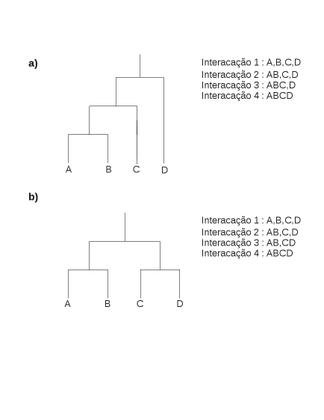 a)
Interacação 1 : A,B,C,D
Interacação 2 : AB,C,D
Interacação 3 : ABC,D
Interacação 4 : ABCD
A B C D
b)
Interacação 1 : A,B,C,D
Interacação 2 : AB,C,D
Interacação 3 : AB,CD
Interacação 4 : ABCD
A B C D